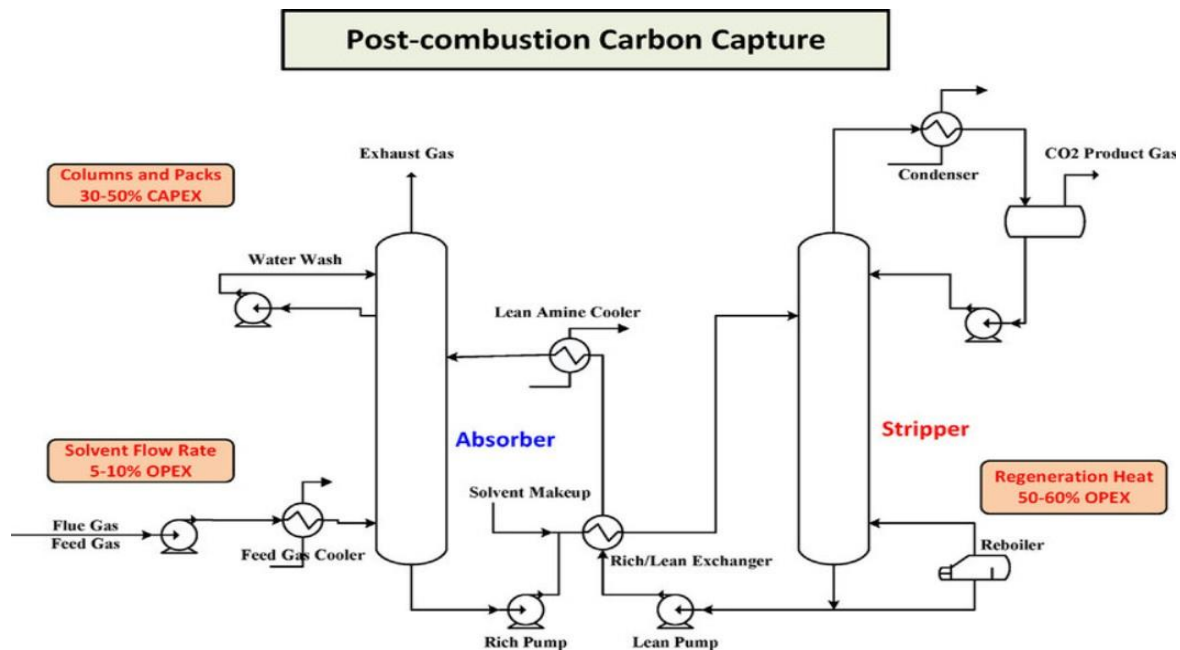 Post-combustion Carbon Capture
Exhaust Gas
Columns and Packs
30-50% CAPEX
Condenser
CO2 Product Gas
Water Wash
Lean Amine Cooler
Absorber
Stripper
Solvent Flow Rate
5-10% OPEX
Regeneration Heat
50-60% OPEX
Solvent Makeup
Flue Gas
Feed Gas
Feed Gas Cooler
Rich/Lean Exchanger
Reboiler
Rich Pump
Lean Pump